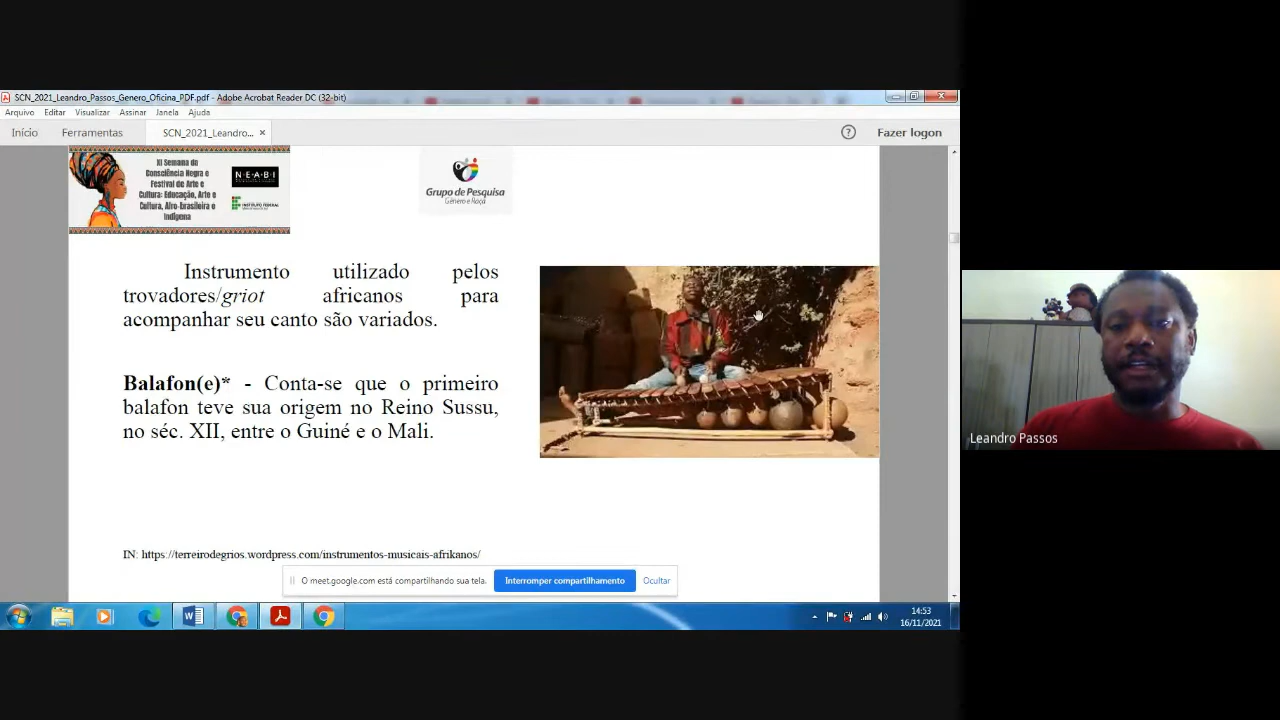 SCN_2021_Leandro_Passos_Genero_Oficina_PDF.pdf - Adobe Acrobat Reader DC (32-bit)
Arquivo Editar Visualizar Assinar Janela Ajuda
Início Ferramentas SCN_2021_Leandro... × Fazer logon
XI Semana da
Consciência Negra e
Festival de Arte e
Cultura: Educação, Arte e
Cultura, Afro-brasileira e
Indígena
NEABI
INSTITUTO FEDERAL
Grupo de Pesquisa
Gênero e Raça
Instrumento utilizado pelos
trovadores/griot africanos para
acompanhar seu canto são variados.
Balafon(e)* - Conta-se que o primeiro
balafon teve sua origem no Reino Sussu,
no séc. XII, entre o Guiné e o Mali.
IN: https://terreirodegrios.wordpress.com/instrumentos-musicais-afrikanos/
O meet.google.com está compartilhando sua tela. Interromper compartilhamento Ocultar
14:53
16/11/2021
Leandro Passos